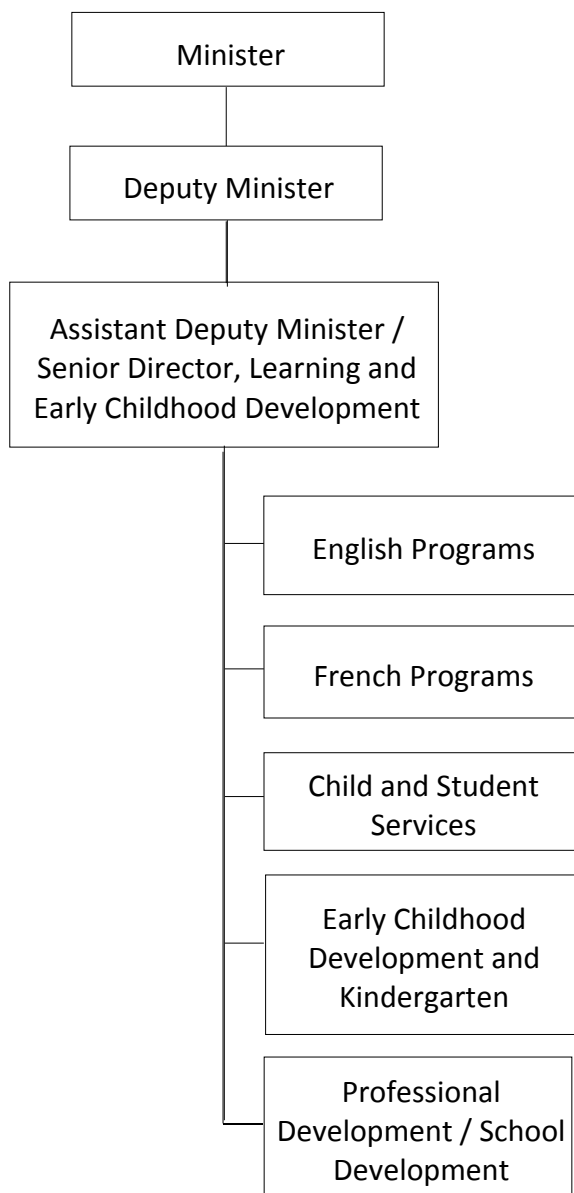 Minister
Deputy Minister
Assistant Deputy Minister /
Senior Director, Learning and
Early Childhood Development
English Programs
French Programs
Child and Student
Services
Early Childhood
Development and
Kindergarten
Professional
Development / School
Development